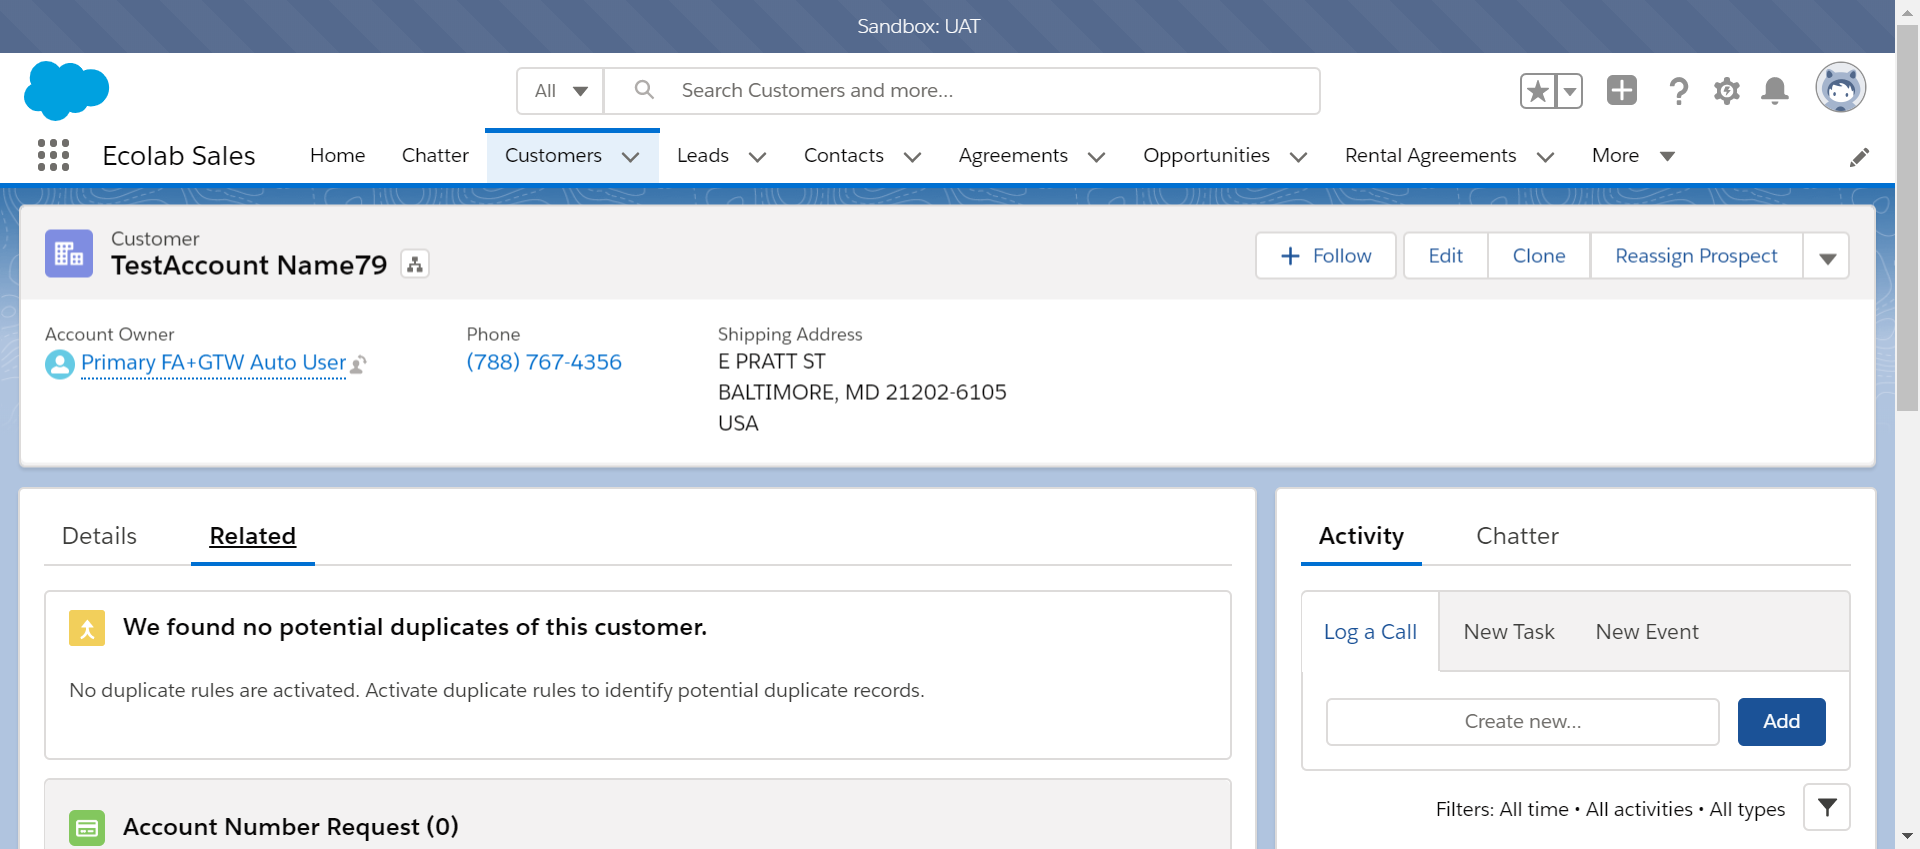 Sandbox: UAT
All
Search Customers and more...
Ecolab Sales
Home
Chatter
Customers
Leads
Contacts
Agreements
Opportunities
Rental Agreements
More
Customer
TestAccount Name79
Follow
Edit
Clone
Reassign Prospect
Account Owner
Primary FA+GTW Auto User
Phone
(788) 767-4356
Shipping Address
E PRATT ST
BALTIMORE, MD 21202-6105
USA
Details
Related
We found no potential duplicates of this customer.
No duplicate rules are activated. Activate duplicate rules to identify potential duplicate records.
Account Number Request (0)
Activity
Chatter
Log a Call
New Task
New Event
Create new...
Add
Filters: All time • All activities • All types